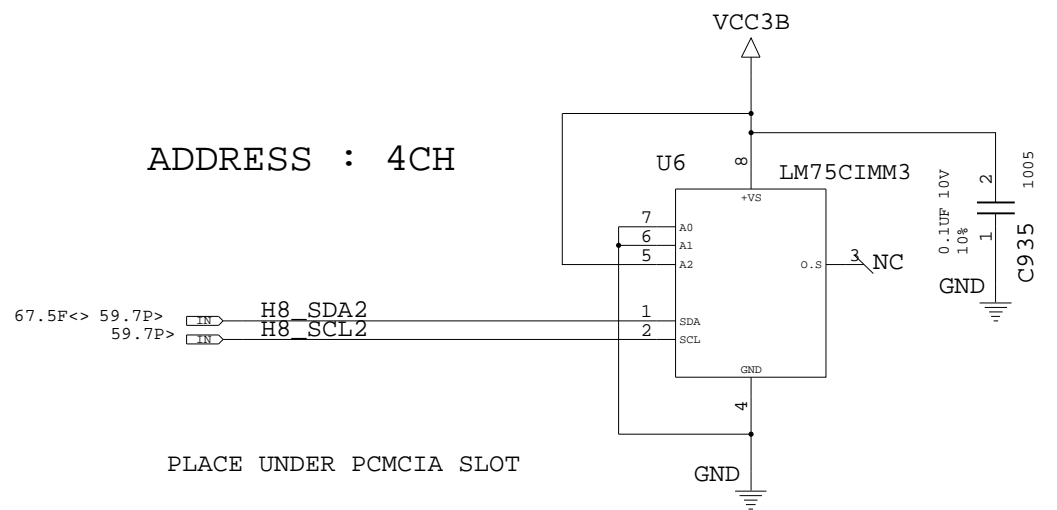 VCC3B
ADDRESS : 4CH
U6
8
LM75CIMM3
+VS
7 A0
6 A1
5 A2
O.S 3 NC
0.1UF 10V
10%
2
1
1005
C935
GND
67.5F<> 59.7P> IN H8_SDA2 1 SDA
59.7P> IN H8_SCL2 2 SCL
GND
4
PLACE UNDER PCMCIA SLOT
GND